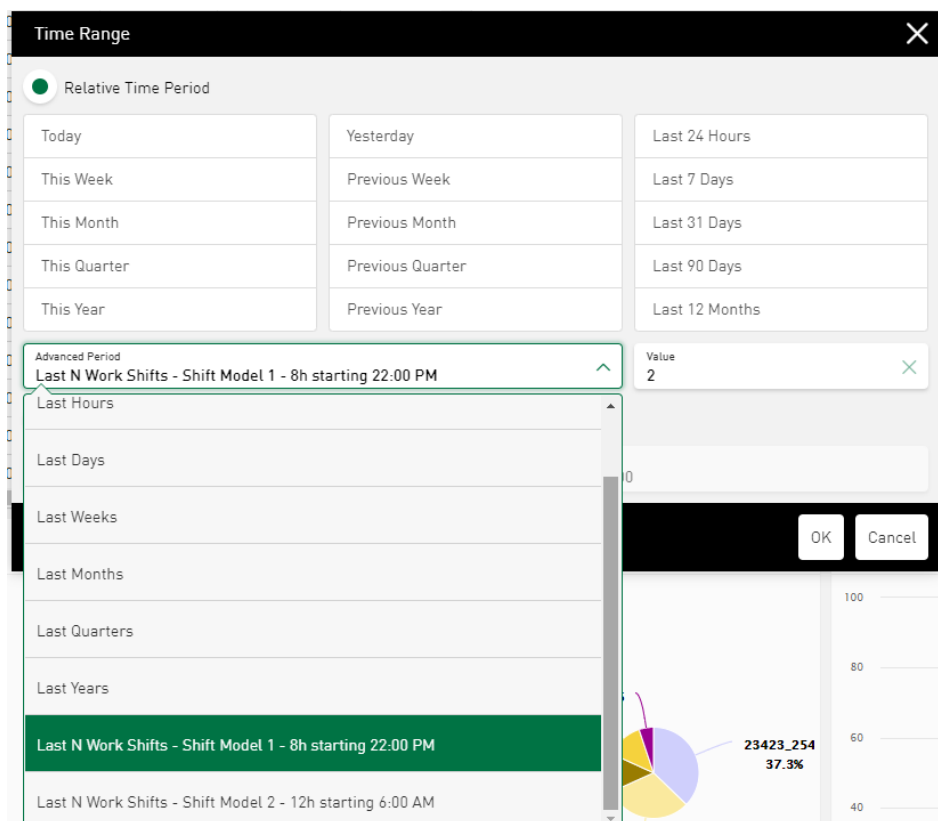 Time Range
Relative Time Period
Today
Yesterday
Last 24 Hours
This Week
Previous Week
Last 7 Days
This Month
Previous Month
Last 31 Days
This Quarter
Previous Quarter
Last 90 Days
This Year
Previous Year
Last 12 Months
Advanced Period
Last N Work Shifts - Shift Model 1 - 8h starting 22:00 PM
Value
2
Last Hours
Last Days
Last Weeks
Last Months
Last Quarters
Last Years
Last N Work Shifts - Shift Model 1 - 8h starting 22:00 PM
Last N Work Shifts - Shift Model 2 - 12h starting 6:00 AM
OK
Cancel
23423_254
37.3%
100
80
60
40